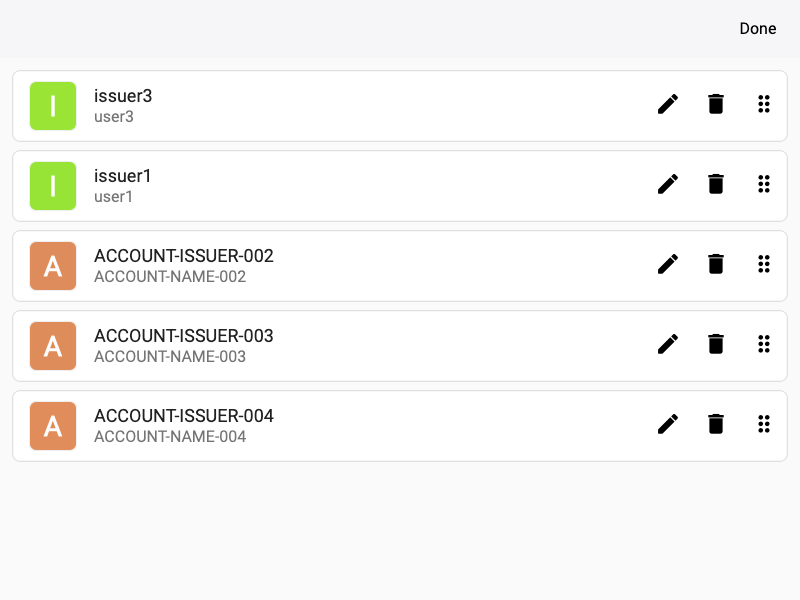 Done
I
issuer3
user3
I
issuer1
user1
A
ACCOUNT-ISSUER-002
ACCOUNT-NAME-002
A
ACCOUNT-ISSUER-003
ACCOUNT-NAME-003
A
ACCOUNT-ISSUER-004
ACCOUNT-NAME-004